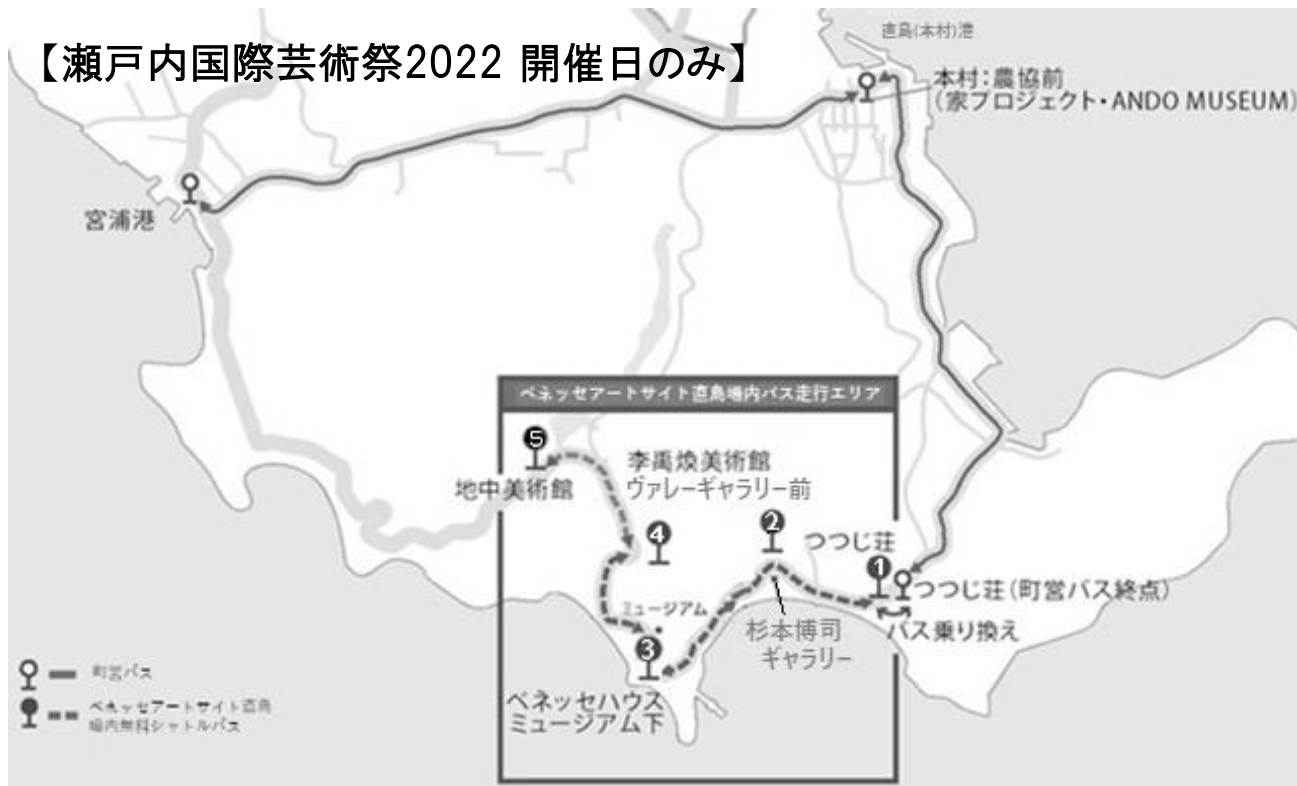 【瀬戸内国際芸術祭2022 開催日のみ】
直島(本村)港
本村：農協前
(家プロジェクト・ANDO MUSEUM)
宮浦港
ベネッセアートサイト直島場内バス走行エリア
5
地中美術館
李禹煥美術館
ヴァレーギャラリー前
4
2
つつじ荘
1
つつじ荘(町営バス終点)
バス乗り換え
ミュージアム
杉本博司
ギャラリー
3
ベネッセハウス
ミュージアム下
町営バス
ベネッセアートサイト直島
場内無料シャトルバス